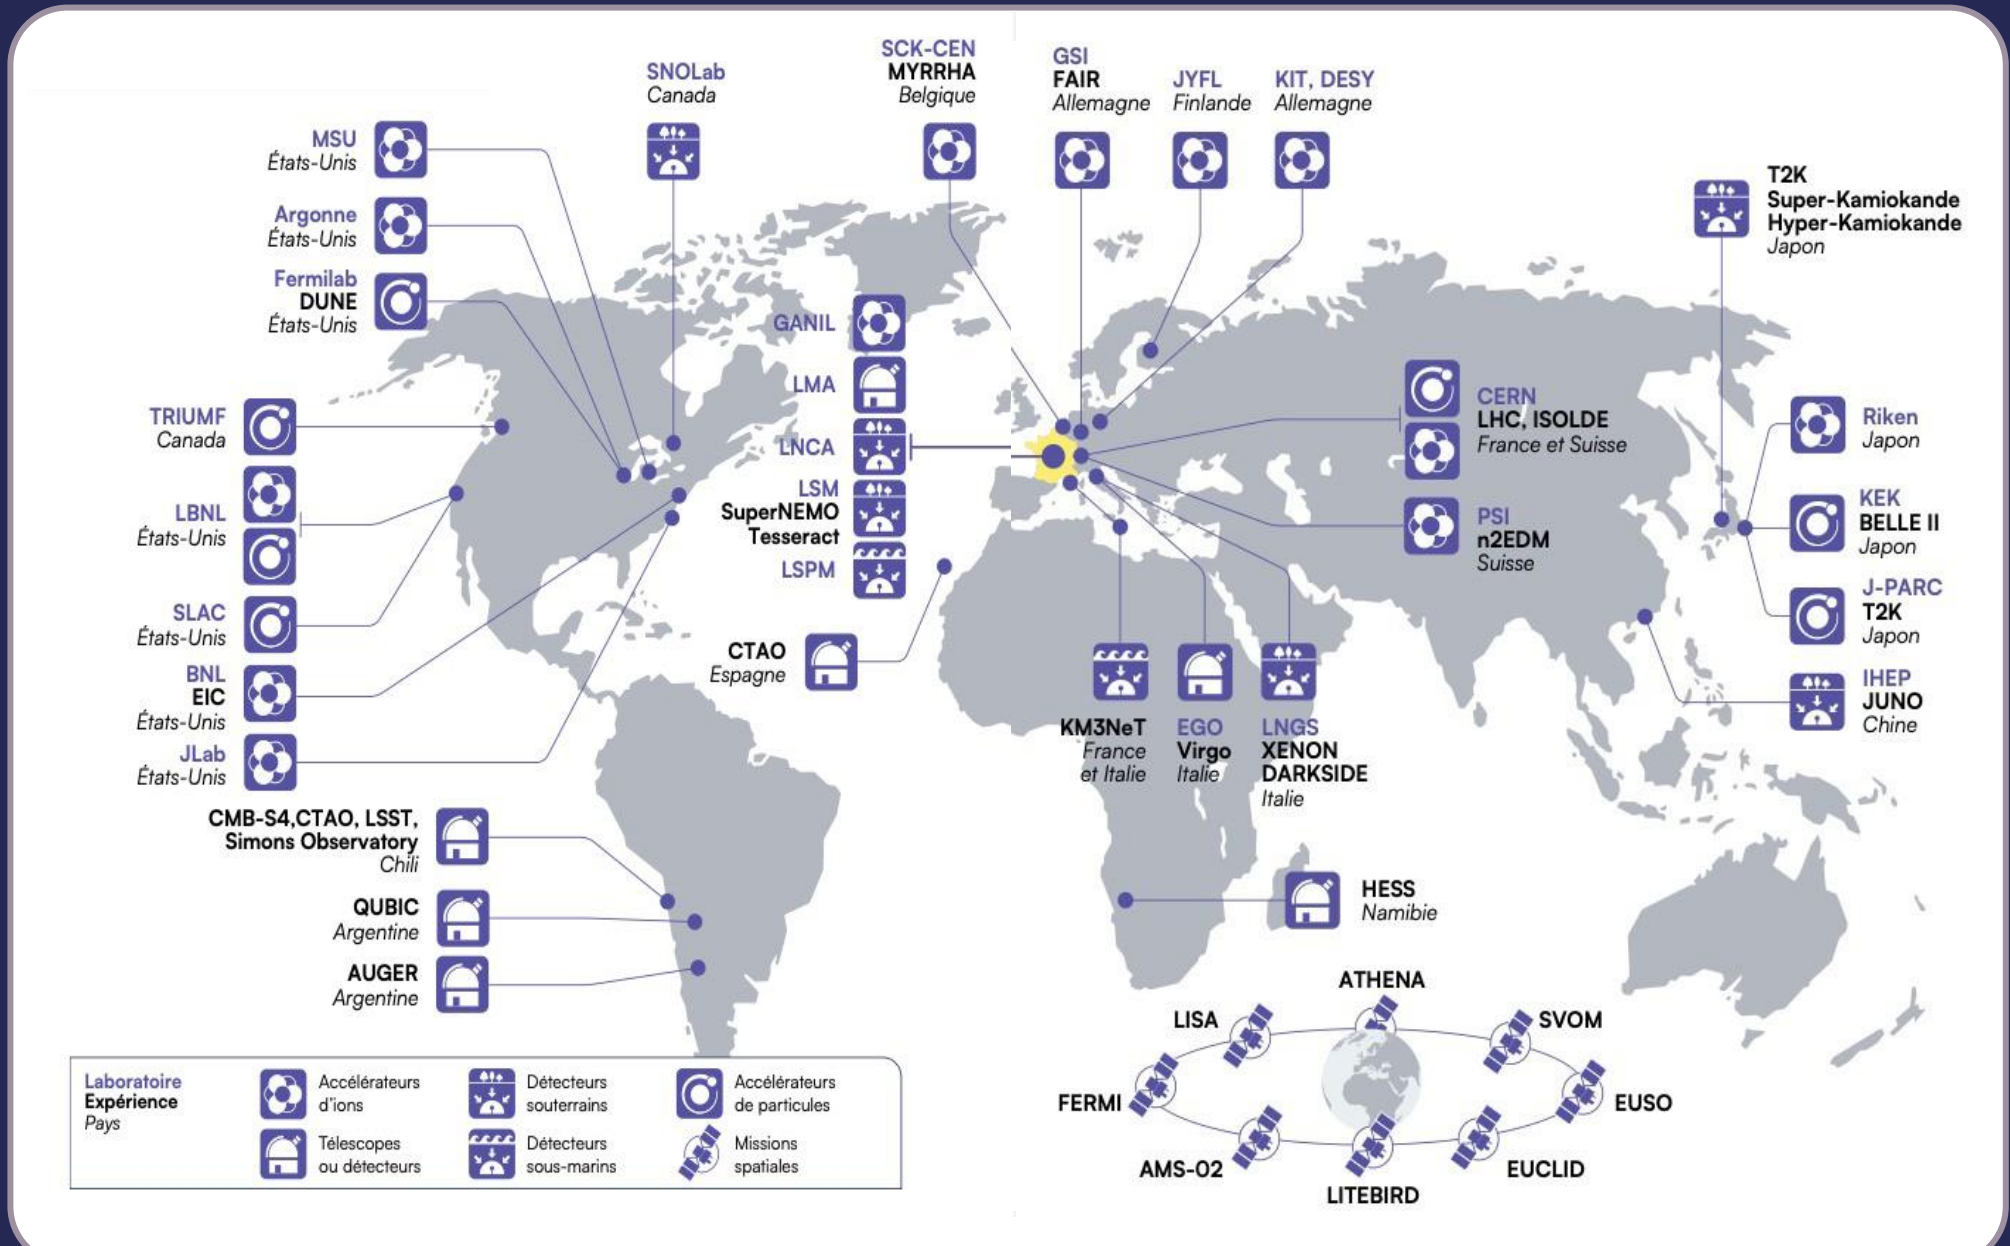 SCK-CEN
MYRRHA
Belgique
GSI
FAIR
Allemagne
SNOLab
Canada
JYFL
Finlande
KIT, DESY
Allemagne
MSU
États-Unis
Argonne
États-Unis
Fermilab
DUNE
États-Unis
T2K
Super-Kamiokande
Hyper-Kamiokande
Japon
GANIL
LMA
LNCA
LSM
SuperNEMO
Tesseract
LSPM
TRIUMF
Canada
LBNL
États-Unis
SLAC
États-Unis
BNL
EIC
États-Unis
JLab
États-Unis
CERN
LHC, ISOLDE
France et Suisse
PSI
n2EDM
Suisse
Riken
Japon
KEK
BELLE II
Japon
J-PARC
T2K
Japon
IHEP
JUNO
Chine
CTAO
Espagne
KM3NeT
France
et Italie
EGO
Virgo
Italie
LNGS
XENON
DARKSIDE
Italie
CMB-S4,CTAO, LSST,
Simons Observatory
Chili
QUBIC
Argentine
AUGER
Argentine
HESS
Namibie
ATHENA
LISA
SVOM
FERMI
EUSO
AMS-02
EUCLID
LITEBIRD
Laboratoire
Expérience
Pays
Accélérateurs
d'ions
Détecteurs
souterrains
Accélérateurs
de particules
Télescopes
ou détecteurs
Détecteurs
sous-marins
Missions
spatiales